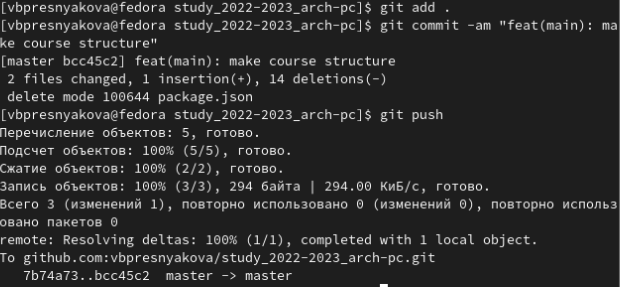 [vbpresnyakova@fedora study_2022-2023_arch-pc]$ git add .
[vbpresnyakova@fedora study_2022-2023_arch-pc]$ git commit -am "feat(main): ma
ke course structure"
[master bcc45c2] feat(main): make course structure
 2 files changed, 1 insertion(+), 14 deletions(-)
 delete mode 100644 package.json
[vbpresnyakova@fedora study_2022-2023_arch-pc]$ git push
Перечисление объектов: 5, готово.
Подсчет объектов: 100% (5/5), готово.
Сжатие объектов: 100% (2/2), готово.
Запись объектов: 100% (3/3), 294 байта | 294.00 КиБ/с, готово.
Всего 3 (изменений 1), повторно использовано 0 (изменений 0), повторно использ
овано пакетов 0
remote: Resolving deltas: 100% (1/1), completed with 1 local object.
To github.com:vbpresnyakova/study_2022-2023_arch-pc.git
   7b74a73..bcc45c2  master -> master